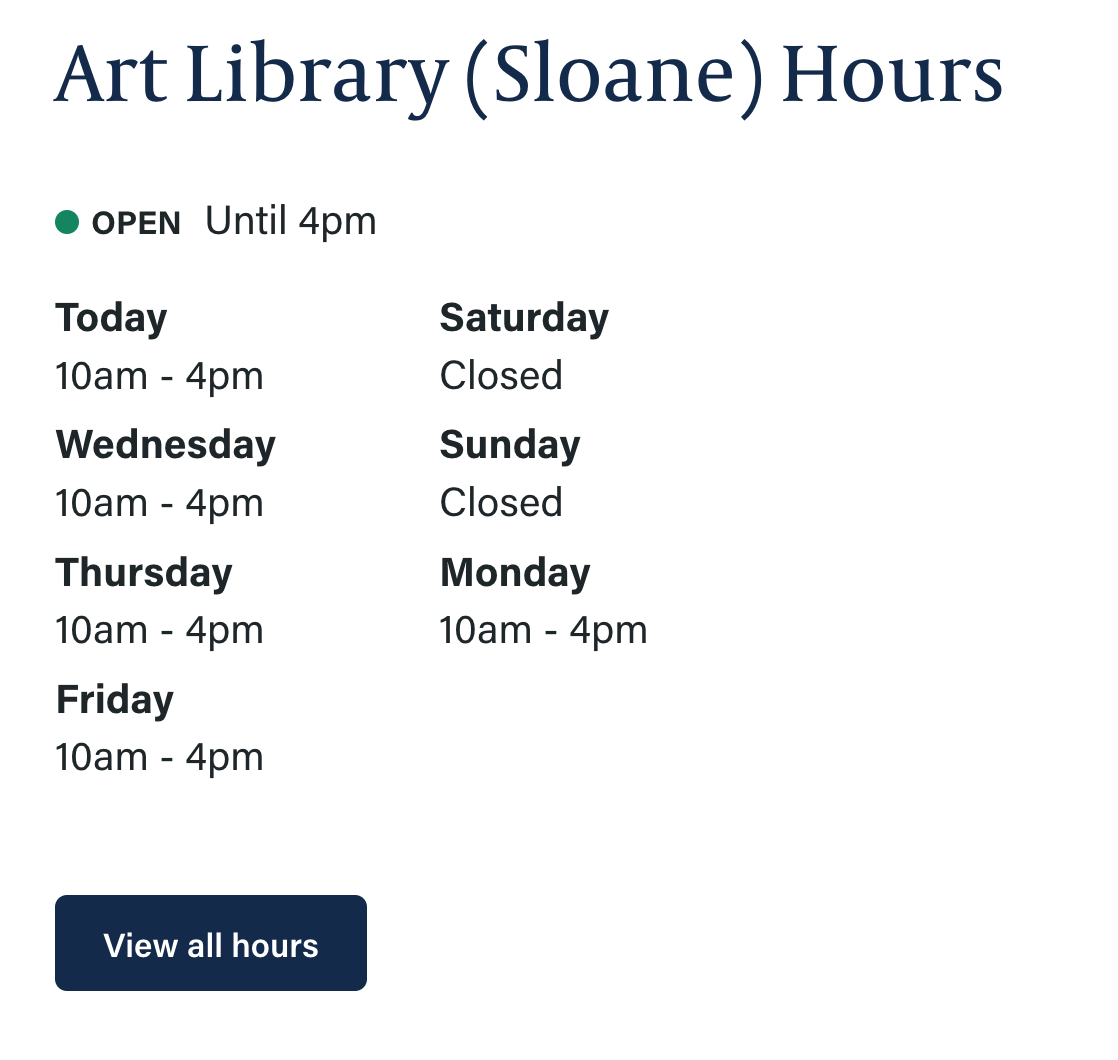 Art Library (Sloane) Hours
OPEN Until 4pm
Today
10am - 4pm
Wednesday
10am - 4pm
Thursday
10am - 4pm
Friday
10am - 4pm
Saturday
Closed
Sunday
Closed
Monday
10am - 4pm
View all hours